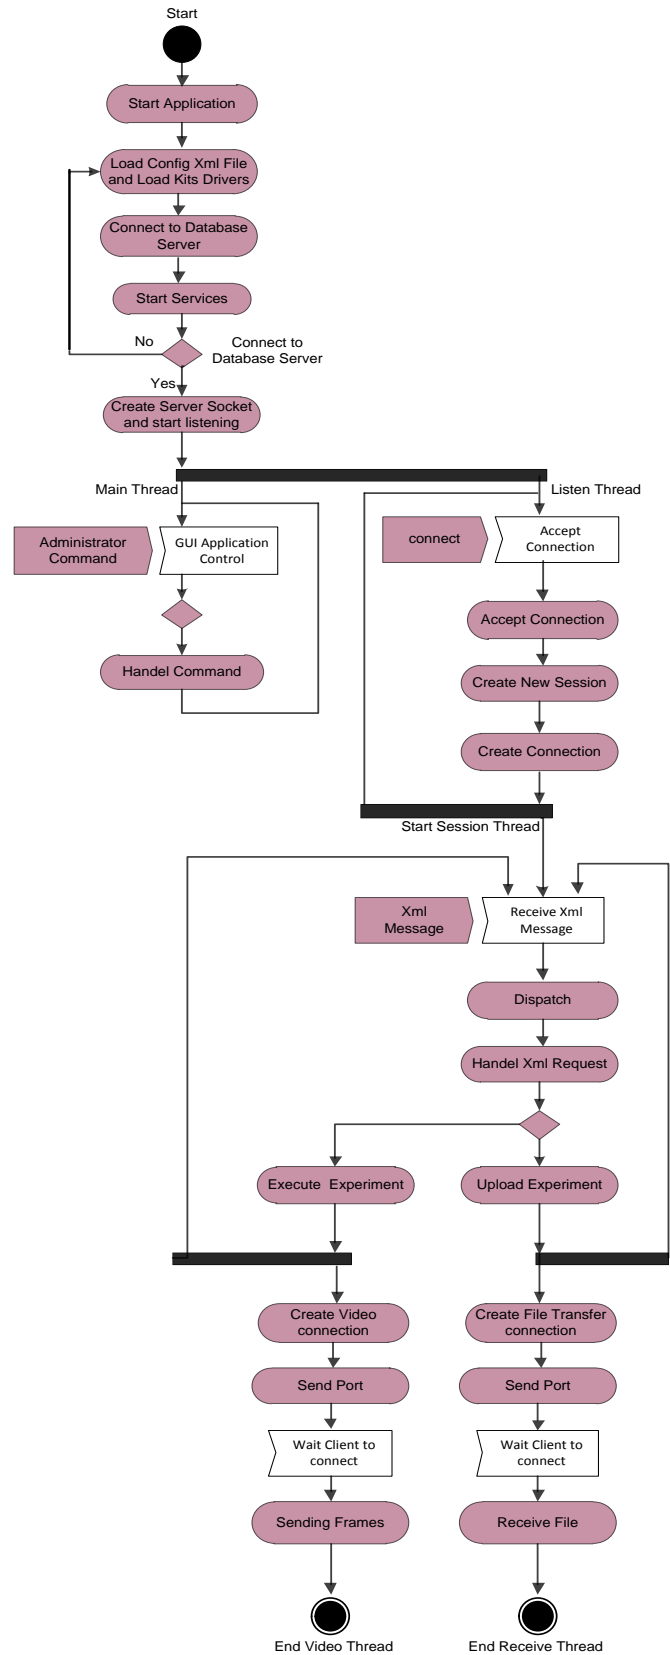 Start
Start Application
Load Config Xml File
and Load Kits Drivers
Connect to Database
Server
Start Services
No
Connect to
Database Server
Yes
Create Server Socket
and start listening
Main Thread
Listen Thread
Administrator
Command
GUI Application
Control
connect
Accept
Connection
Accept Connection
Handel Command
Create New Session
Create Connection
Start Session Thread
Xml
Message
Receive Xml
Message
Dispatch
Handel Xml Request
Execute Experiment
Upload Experiment
Create Video
connection
Create File Transfer
connection
Send Port
Send Port
Wait Client to
connect
Wait Client to
connect
Sending Frames
Receive File
End Video Thread
End Receive Thread